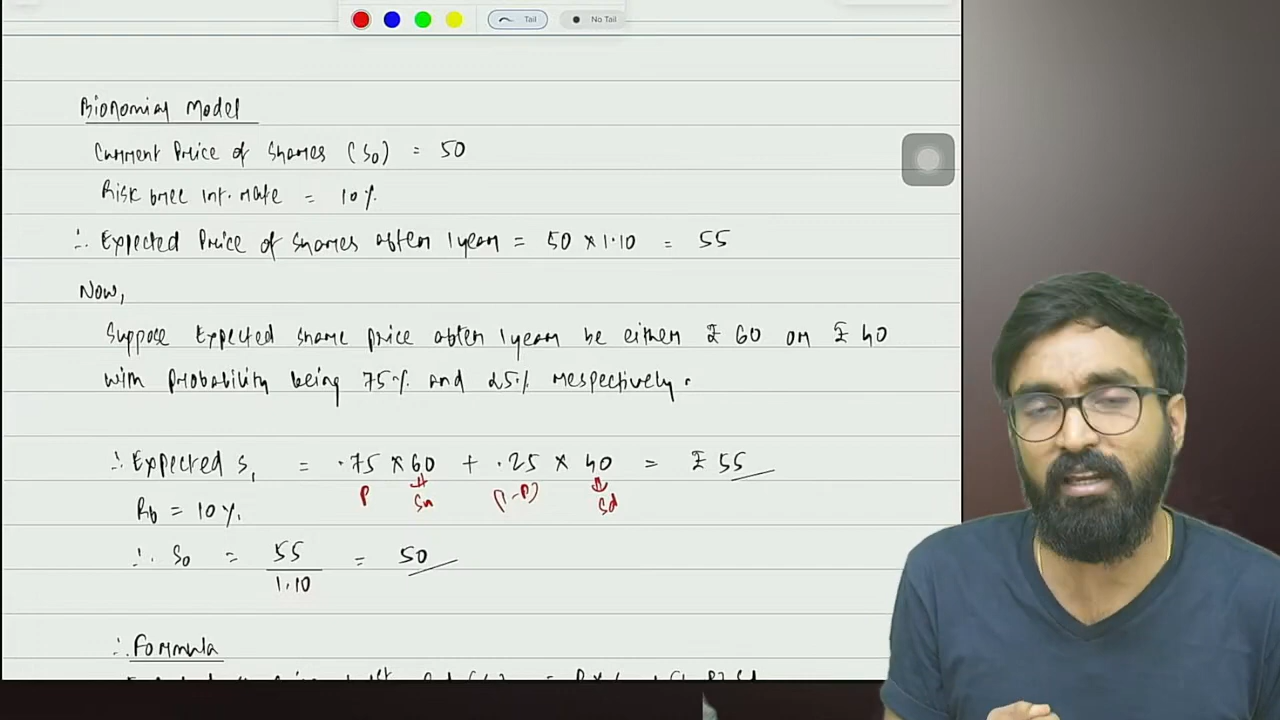 Tail
No Tail
Bionomial Model
Current Price of Shares (S0) = 50
Risk free int. rate = 10%
∴ Expected Price of Shares after 1 year = 50 × 1.10 = 55
Now,
Suppose Expected share price after 1 year be either ₹ 60 or ₹ 40
with probability being 75% and 25% respectively.
∴ Expected S1 = .75 × 60 + .25 × 40 = ₹ 55
P Su (1-P) Sd
Rf = 10%
∴ S0 = 55 / 1.10 = 50
∴ Formula